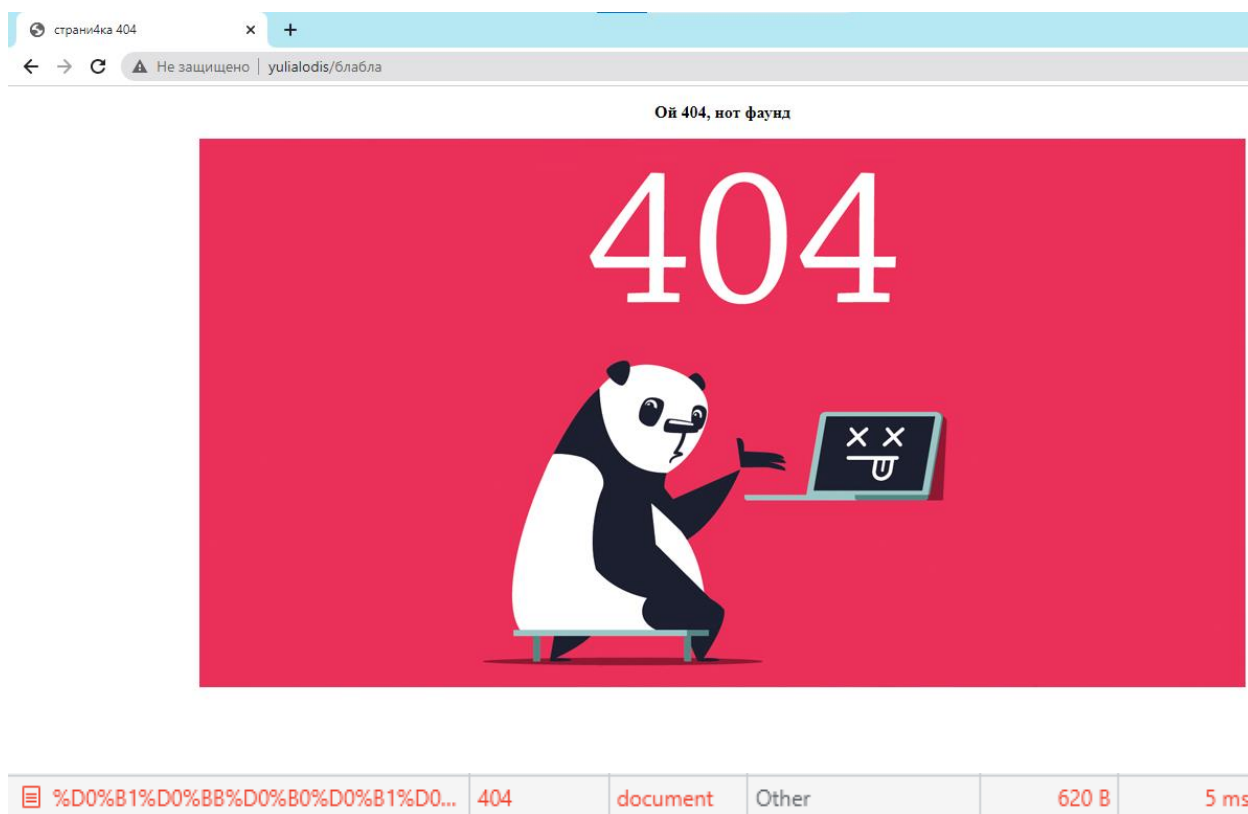 страни4ка 404
Не защищено | yulialodis/блабла
Ой 404, нот фаунд
404
%D0%B1%D0%BB%D0%B0%D0%B1%D0... 404 document Other 620 B 5 ms